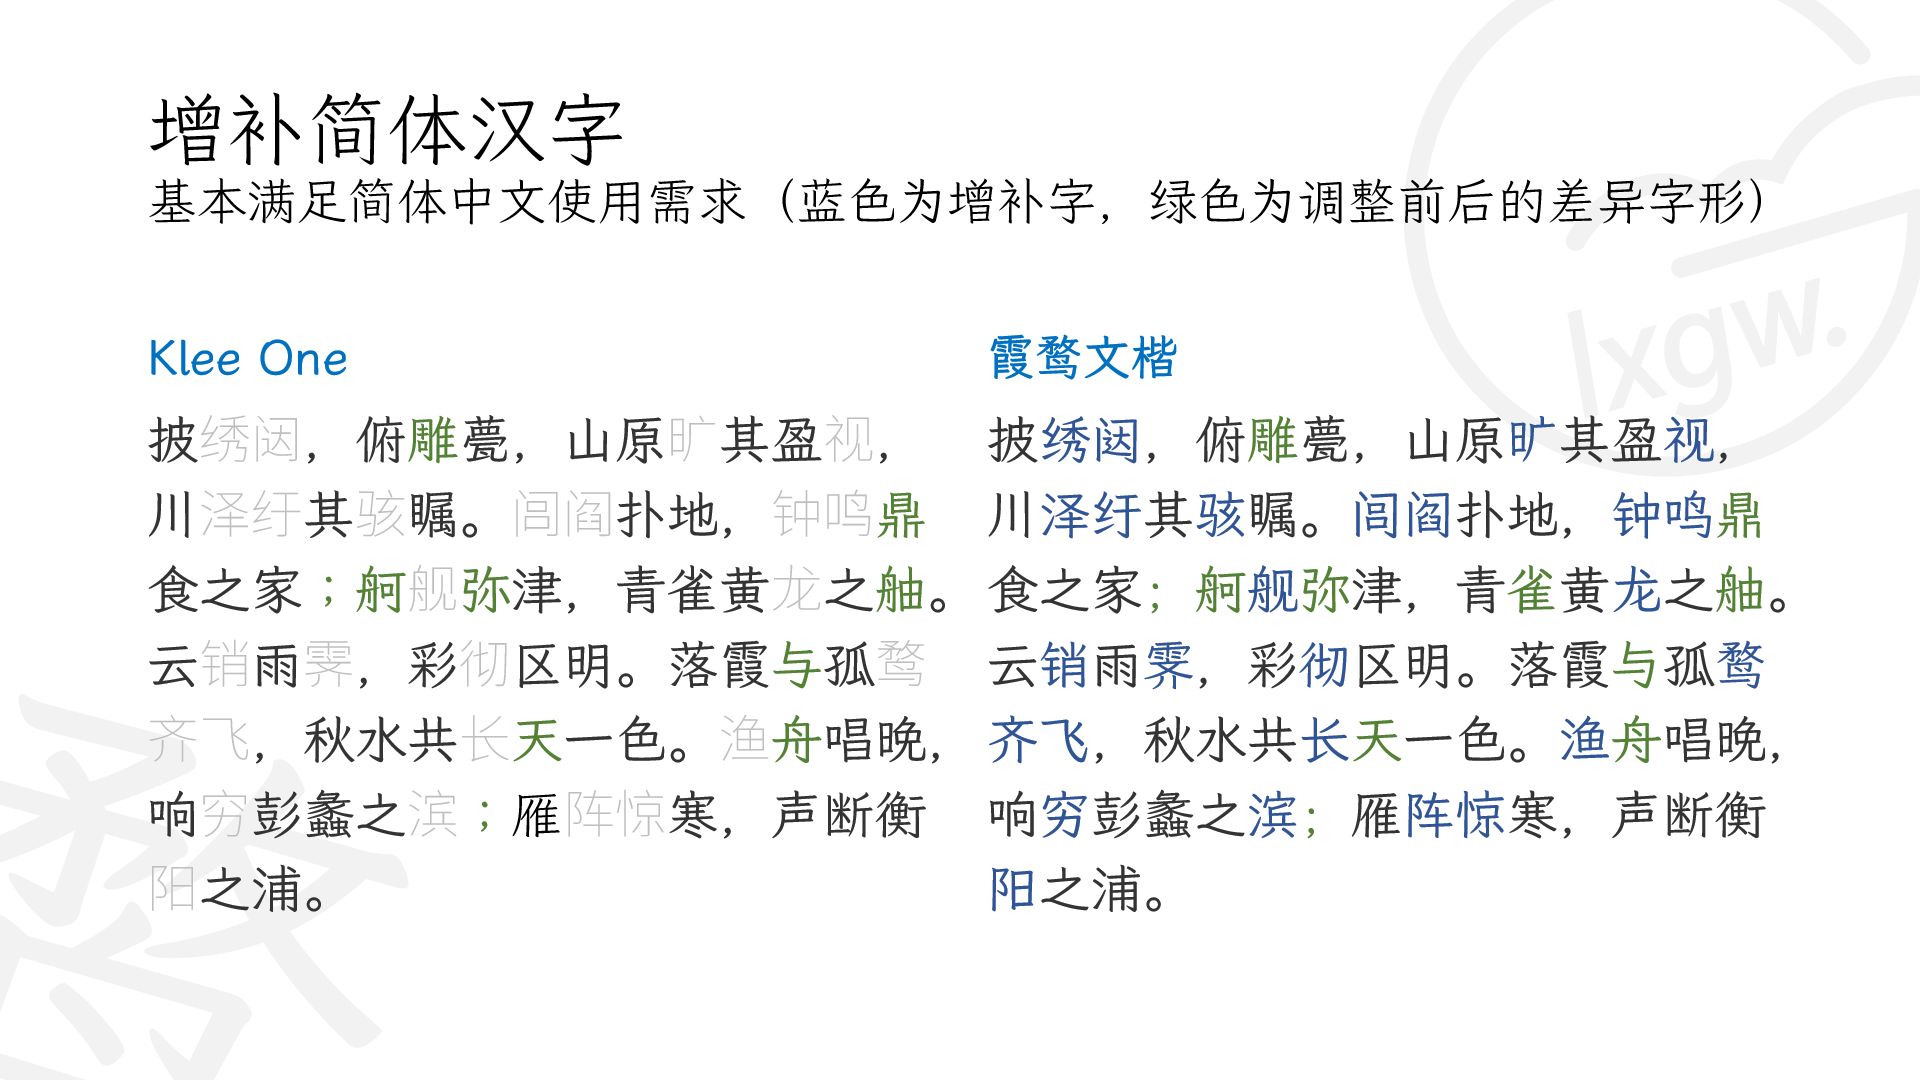 增补简体汉字
基本满足简体中文使用需求（蓝色为增补字，绿色为调整前后的差异字形）
Klee One
披绣闼，俯雕甍，山原旷其盈视，
川泽纡其骇瞩。闾阎扑地，钟鸣鼎
食之家；舸舰弥津，青雀黄龙之舳。
云销雨霁，彩彻区明。落霞与孤鹜
齐飞，秋水共长天一色。渔舟唱晚，
响穷彭蠡之滨；雁阵惊寒，声断衡
阳之浦。
霞鹜文楷
披绣闼，俯雕甍，山原旷其盈视，
川泽纡其骇瞩。闾阎扑地，钟鸣鼎
食之家；舸舰弥津，青雀黄龙之舳。
云销雨霁，彩彻区明。落霞与孤鹜
齐飞，秋水共长天一色。渔舟唱晚，
响穷彭蠡之滨；雁阵惊寒，声断衡
阳之浦。
lxgw.